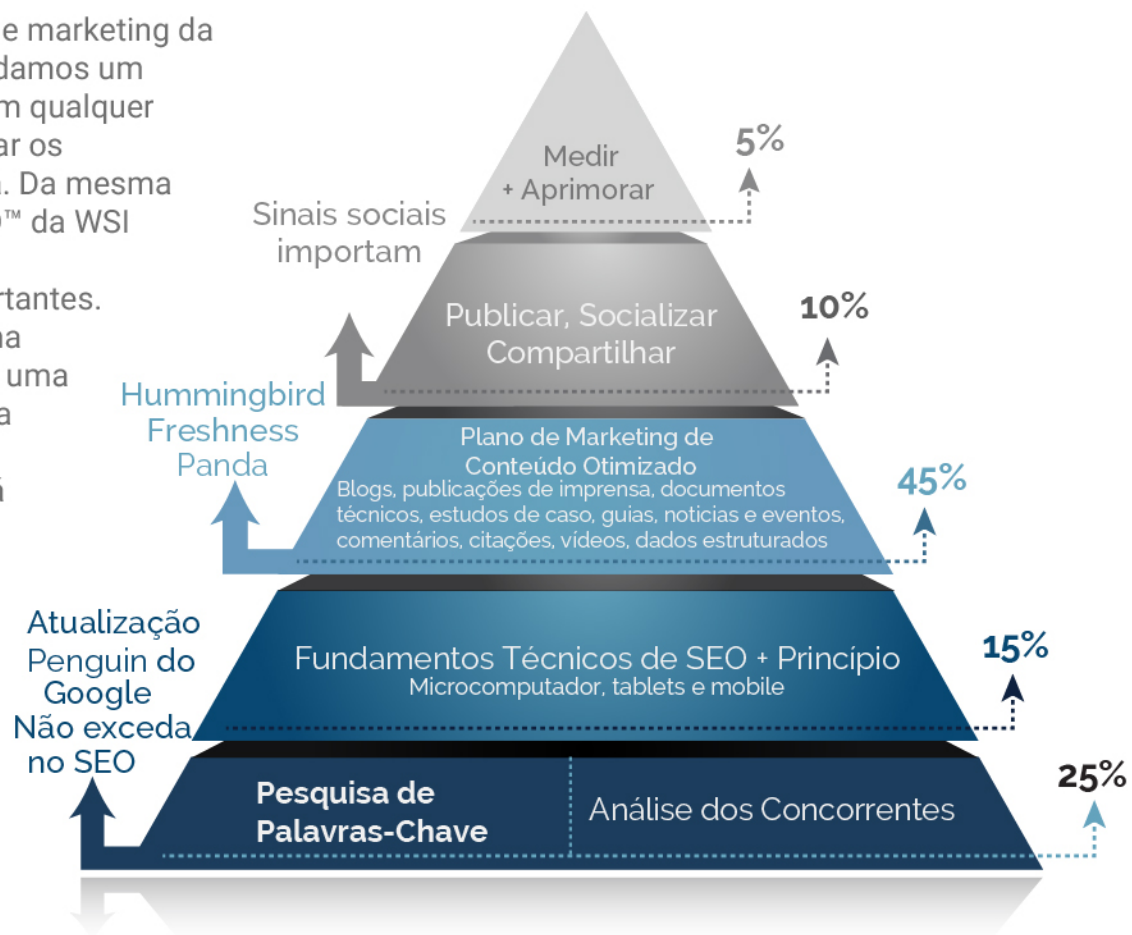 e marketing da
damos um
m qualquer
ar os
. Da mesma
™ da WSI
rtantes.
na
uma
a
Medir
+ Aprimorar
5%
Sinais sociais
importam
Publicar, Socializar
Compartilhar
10%
Hummingbird
Freshness
Panda
Plano de Marketing de
Conteúdo Otimizado
Blogs, publicações de imprensa, documentos
técnicos, estudos de caso, guias, noticias e eventos,
comentários, citações, vídeos, dados estruturados
45%
Atualização
Penguin do
Google
Não exceda
no SEO
Fundamentos Técnicos de SEO + Princípio
Microcomputador, tablets e mobile
15%
Pesquisa de
Palavras-Chave
Análise dos Concorrentes
25%